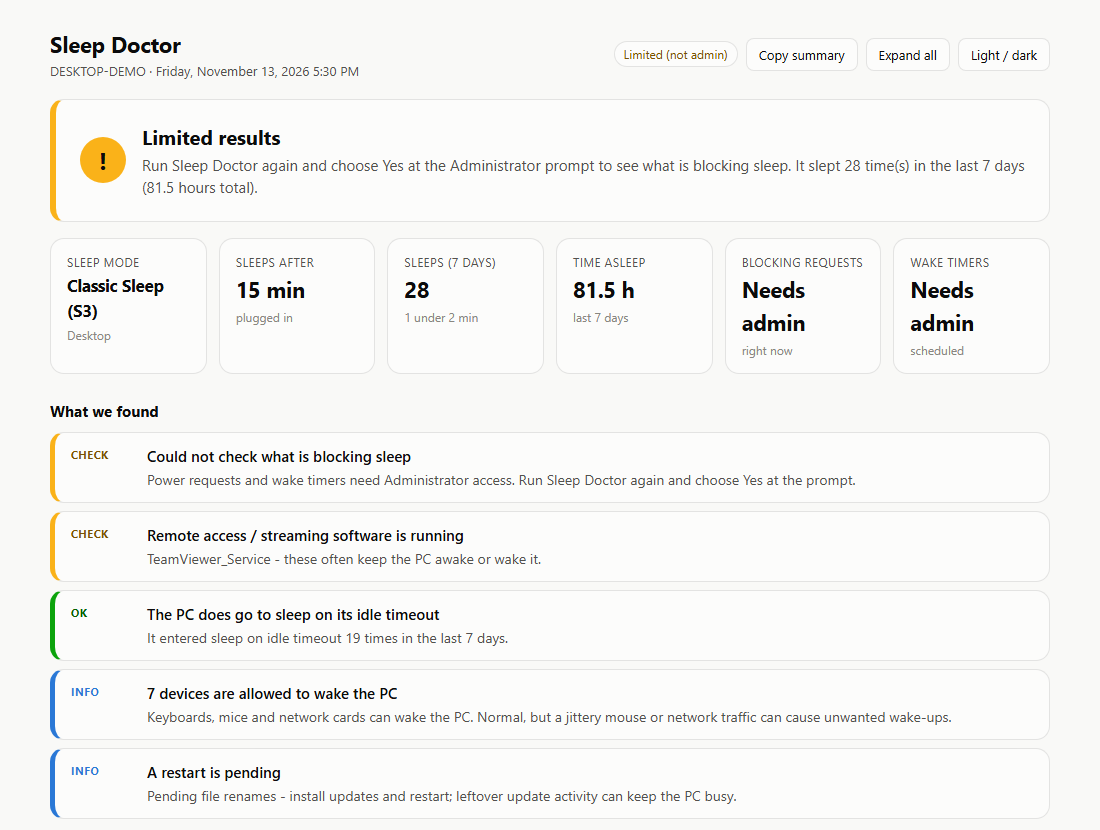 Sleep Doctor
DESKTOP-DEMO · Friday, November 13, 2026 5:30 PM
Limited (not admin)
Copy summary
Expand all
Light / dark
!
Limited results
Run Sleep Doctor again and choose Yes at the Administrator prompt to see what is blocking sleep. It slept 28 time(s) in the last 7 days
(81.5 hours total).
SLEEP MODE
Classic Sleep
(S3)
Desktop
SLEEPS AFTER
15 min
plugged in
SLEEPS (7 DAYS)
28
1 under 2 min
TIME ASLEEP
81.5 h
last 7 days
BLOCKING REQUESTS
Needs
admin
right now
WAKE TIMERS
Needs
admin
scheduled
What we found
CHECK
Could not check what is blocking sleep
Power requests and wake timers need Administrator access. Run Sleep Doctor again and choose Yes at the prompt.
CHECK
Remote access / streaming software is running
TeamViewer_Service - these often keep the PC awake or wake it.
OK
The PC does go to sleep on its idle timeout
It entered sleep on idle timeout 19 times in the last 7 days.
INFO
7 devices are allowed to wake the PC
Keyboards, mice and network cards can wake the PC. Normal, but a jittery mouse or network traffic can cause unwanted wake-ups.
INFO
A restart is pending
Pending file renames - install updates and restart; leftover update activity can keep the PC busy.